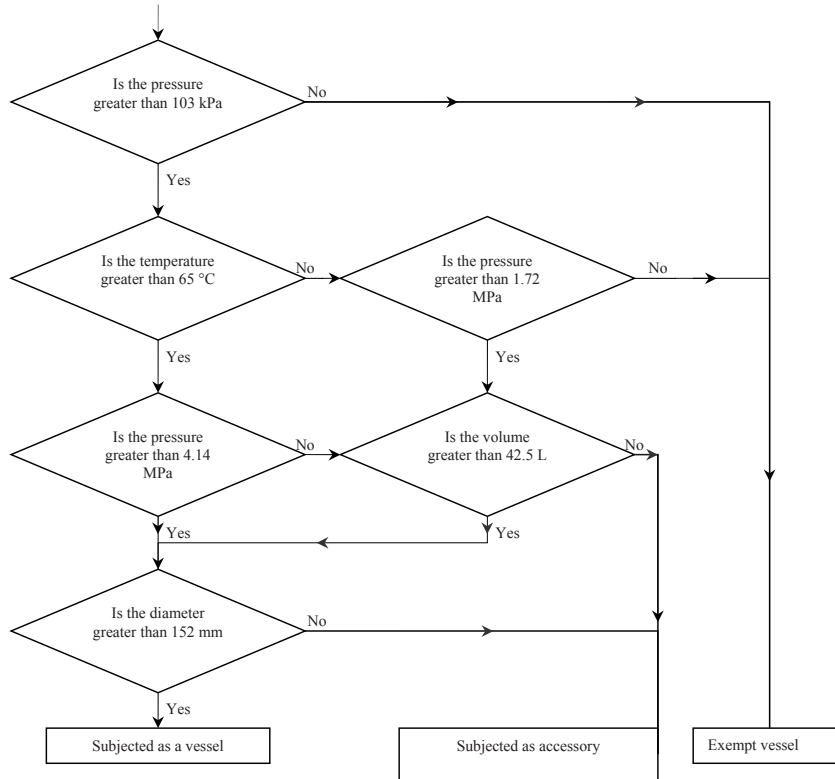 Is the pressure
greater than 103 kPa
No
Yes
Is the temperature
greater than 65 °C
No
Is the pressure
greater than 1.72
MPa
No
Yes
Yes
Is the pressure
greater than 4.14
MPa
No
Is the volume
greater than 42.5 L
No
Yes
Yes
Is the diameter
greater than 152 mm
No
Yes
Subjected as a vessel
Subjected as accessory
Exempt vessel